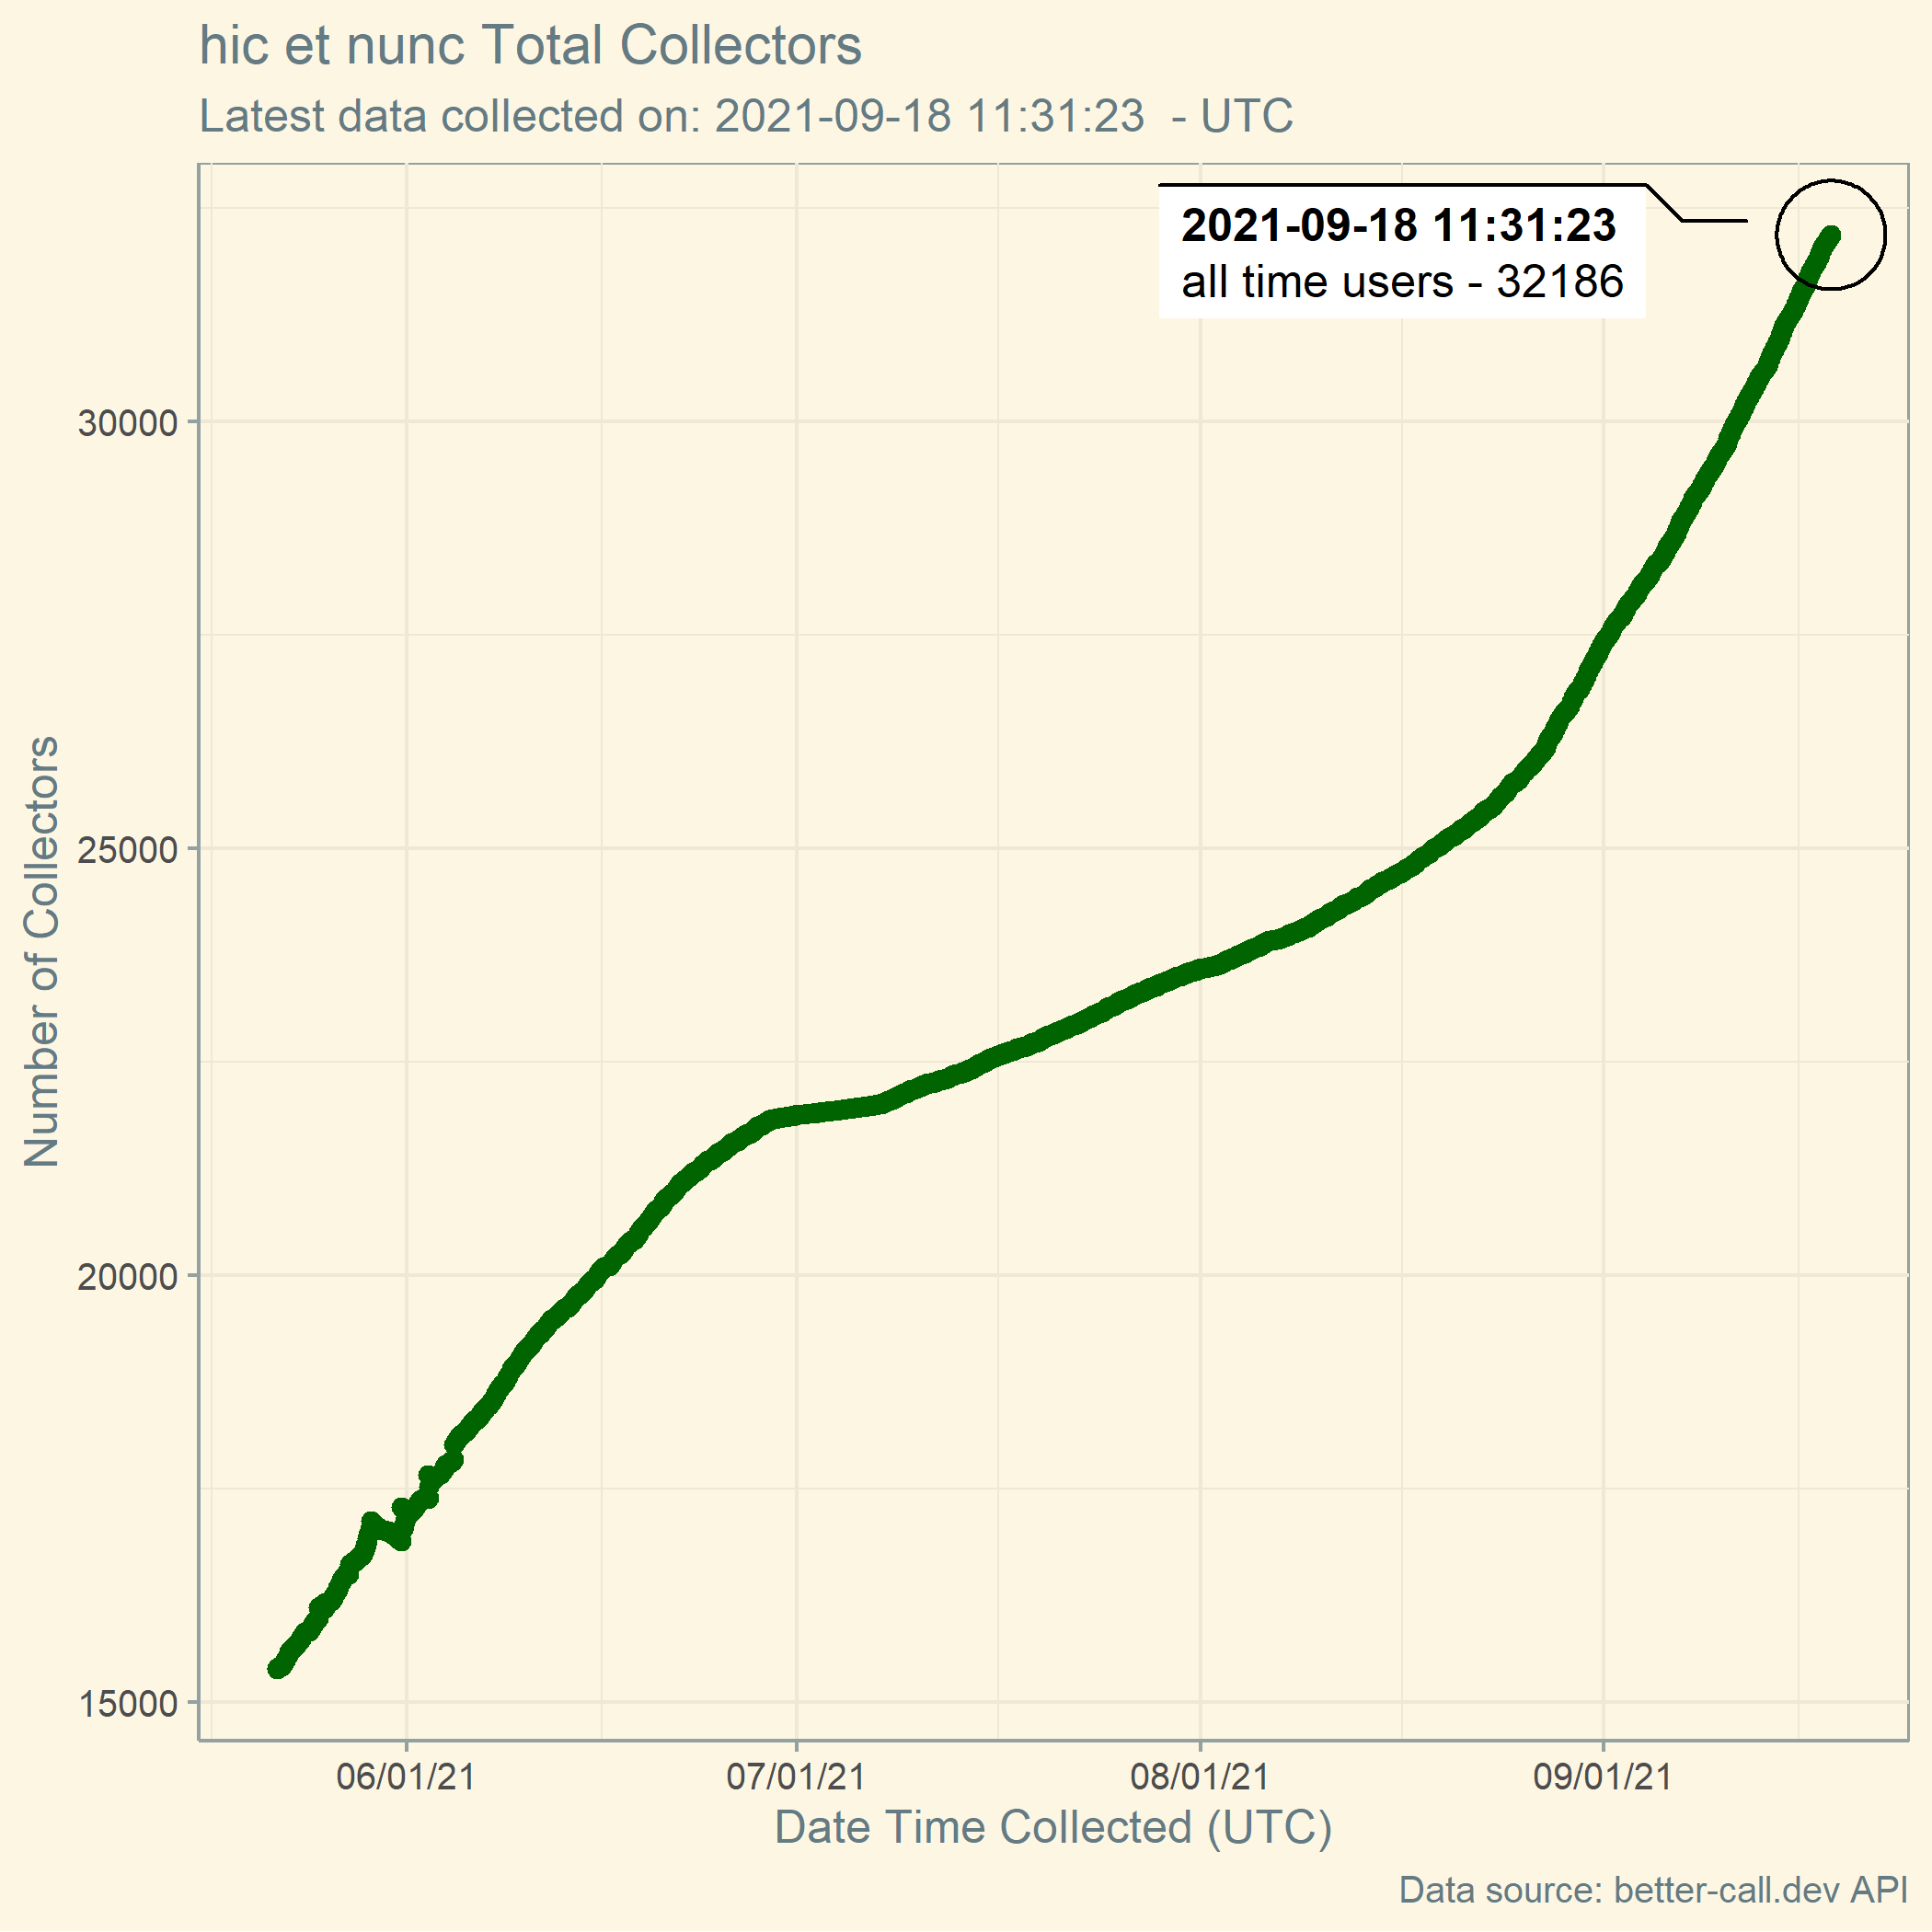 hic et nunc Total Collectors
Latest data collected on: 2021-09-18 11:31:23  - UTC
2021-09-18 11:31:23
all time users - 32186
30000
25000
20000
15000
Number of Collectors
06/01/21
07/01/21
08/01/21
09/01/21
Date Time Collected (UTC)
Data source: better-call.dev API